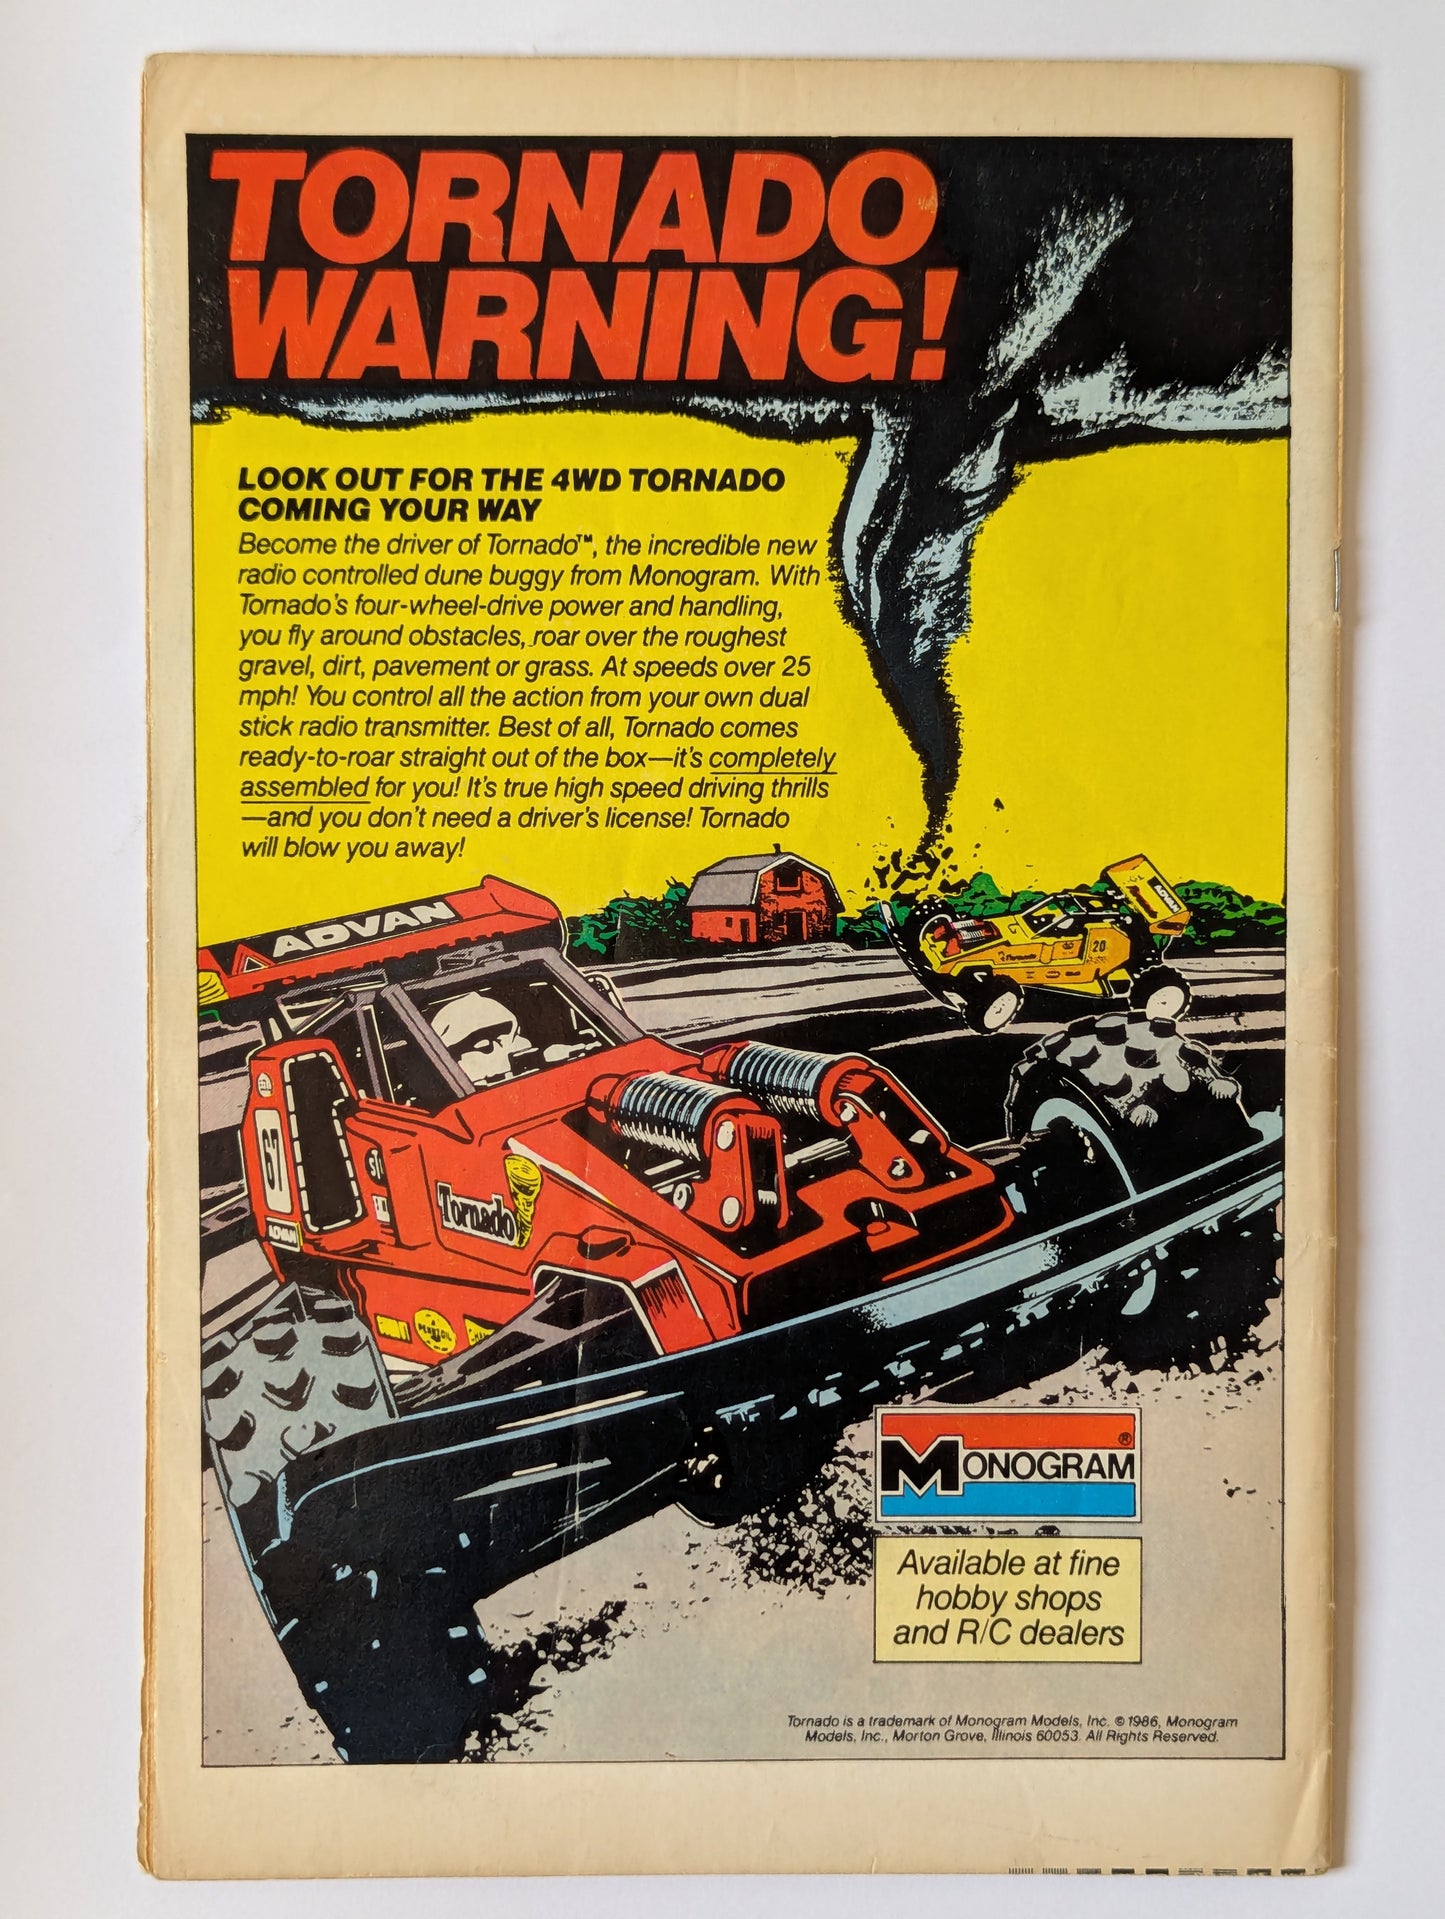 TORNADO
WARNING!
LOOK OUT FOR THE 4WD TORNADO
COMING YOUR WAY
Become the driver of Tornado™, the incredible new
radio controlled dune buggy from Monogram. With
Tornado's four-wheel-drive power and handling,
you fly around obstacles, roar over the roughest
gravel, dirt, pavement or grass. At speeds over 25
mph! You control all the action from your own dual
stick radio transmitter. Best of all, Tornado comes
ready-to-roar straight out of the box—it's completely
assembled for you! It's true high speed driving thrills
—and you don't need a driver's license! Tornado
will blow you away!
ADVAN
ADVAN
20
67
Tornado
ADVAN
PENNZOIL
MONOGRAM®
Available at fine
hobby shops
and R/C dealers
Tornado is a trademark of Monogram Models, Inc. © 1986, Monogram
Models, Inc., Morton Grove, Illinois 60053. All Rights Reserved.